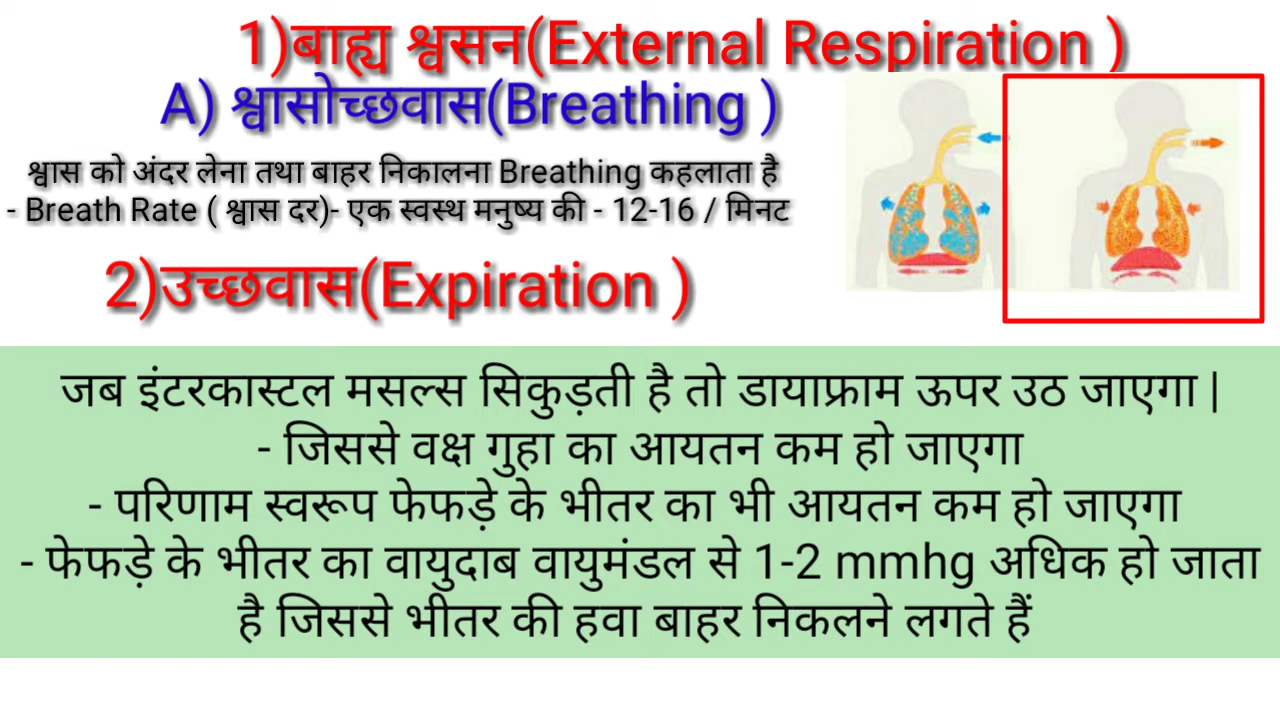 1)बाह्य श्वसन(External Respiration )
A) श्वासोच्छवास(Breathing )
श्वास को अंदर लेना तथा बाहर निकालना Breathing कहलाता है
- Breath Rate ( श्वास दर)- एक स्वस्थ मनुष्य की - 12-16 / मिनट
2)उच्छवास(Expiration )
जब इंटरकास्टल मसल्स सिकुड़ती है तो डायाफ्राम ऊपर उठ जाएगा |
- जिससे वक्ष गुहा का आयतन कम हो जाएगा
- परिणाम स्वरूप फेफड़े के भीतर का भी आयतन कम हो जाएगा
- फेफड़े के भीतर का वायुदाब वायुमंडल से 1-2 mmhg अधिक हो जाता
है जिससे भीतर की हवा बाहर निकलने लगते हैं